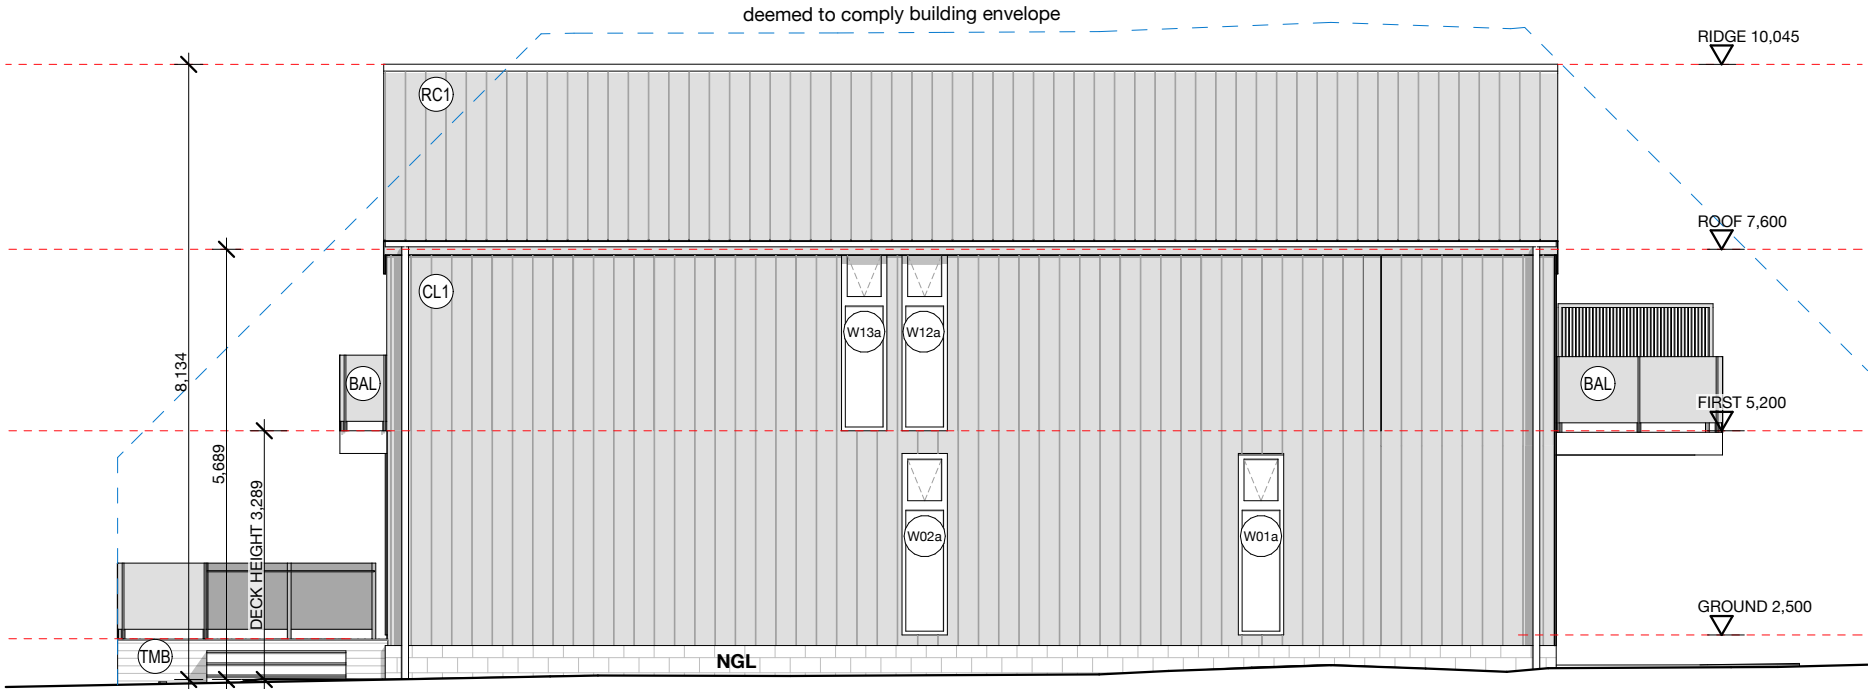 deemed to comply building envelope
RIDGE 10,045
RC1
ROOF 7,600
CL1
W13a
W12a
8,134
BAL
BAL
FIRST 5,200
5,689
DECK HEIGHT 3,289
W02a
W01a
GROUND 2,500
TMB
NGL